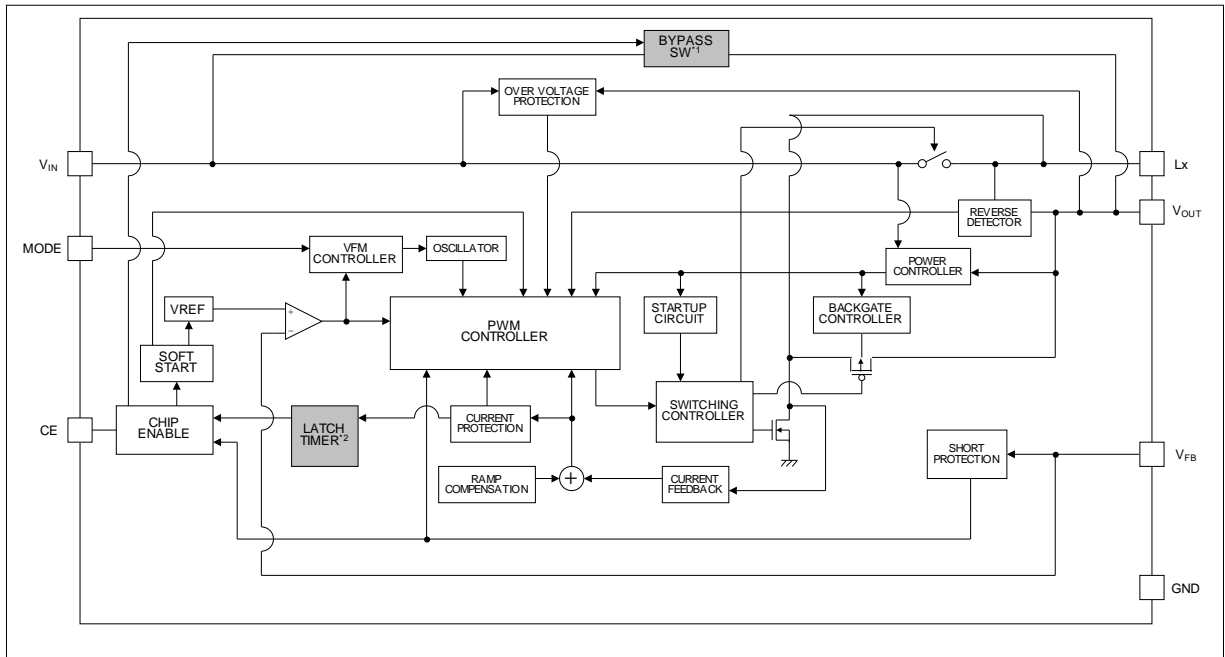 BYPASS
SW*1
OVER VOLTAGE
PROTECTION
VIN
Lx
REVERSE
DETECTOR
VOUT
MODE
VFM
CONTROLLER
OSCILLATOR
POWER
CONTROLLER
VREF
+
−
PWM
CONTROLLER
STARTUP
CIRCUIT
BACKGATE
CONTROLLER
SOFT
START
SWITCHING
CONTROLLER
CE
CHIP
ENABLE
LATCH
TIMER*2
CURRENT
PROTECTION
SHORT
PROTECTION
VFB
RAMP
COMPENSATION
+
CURRENT
FEEDBACK
GND